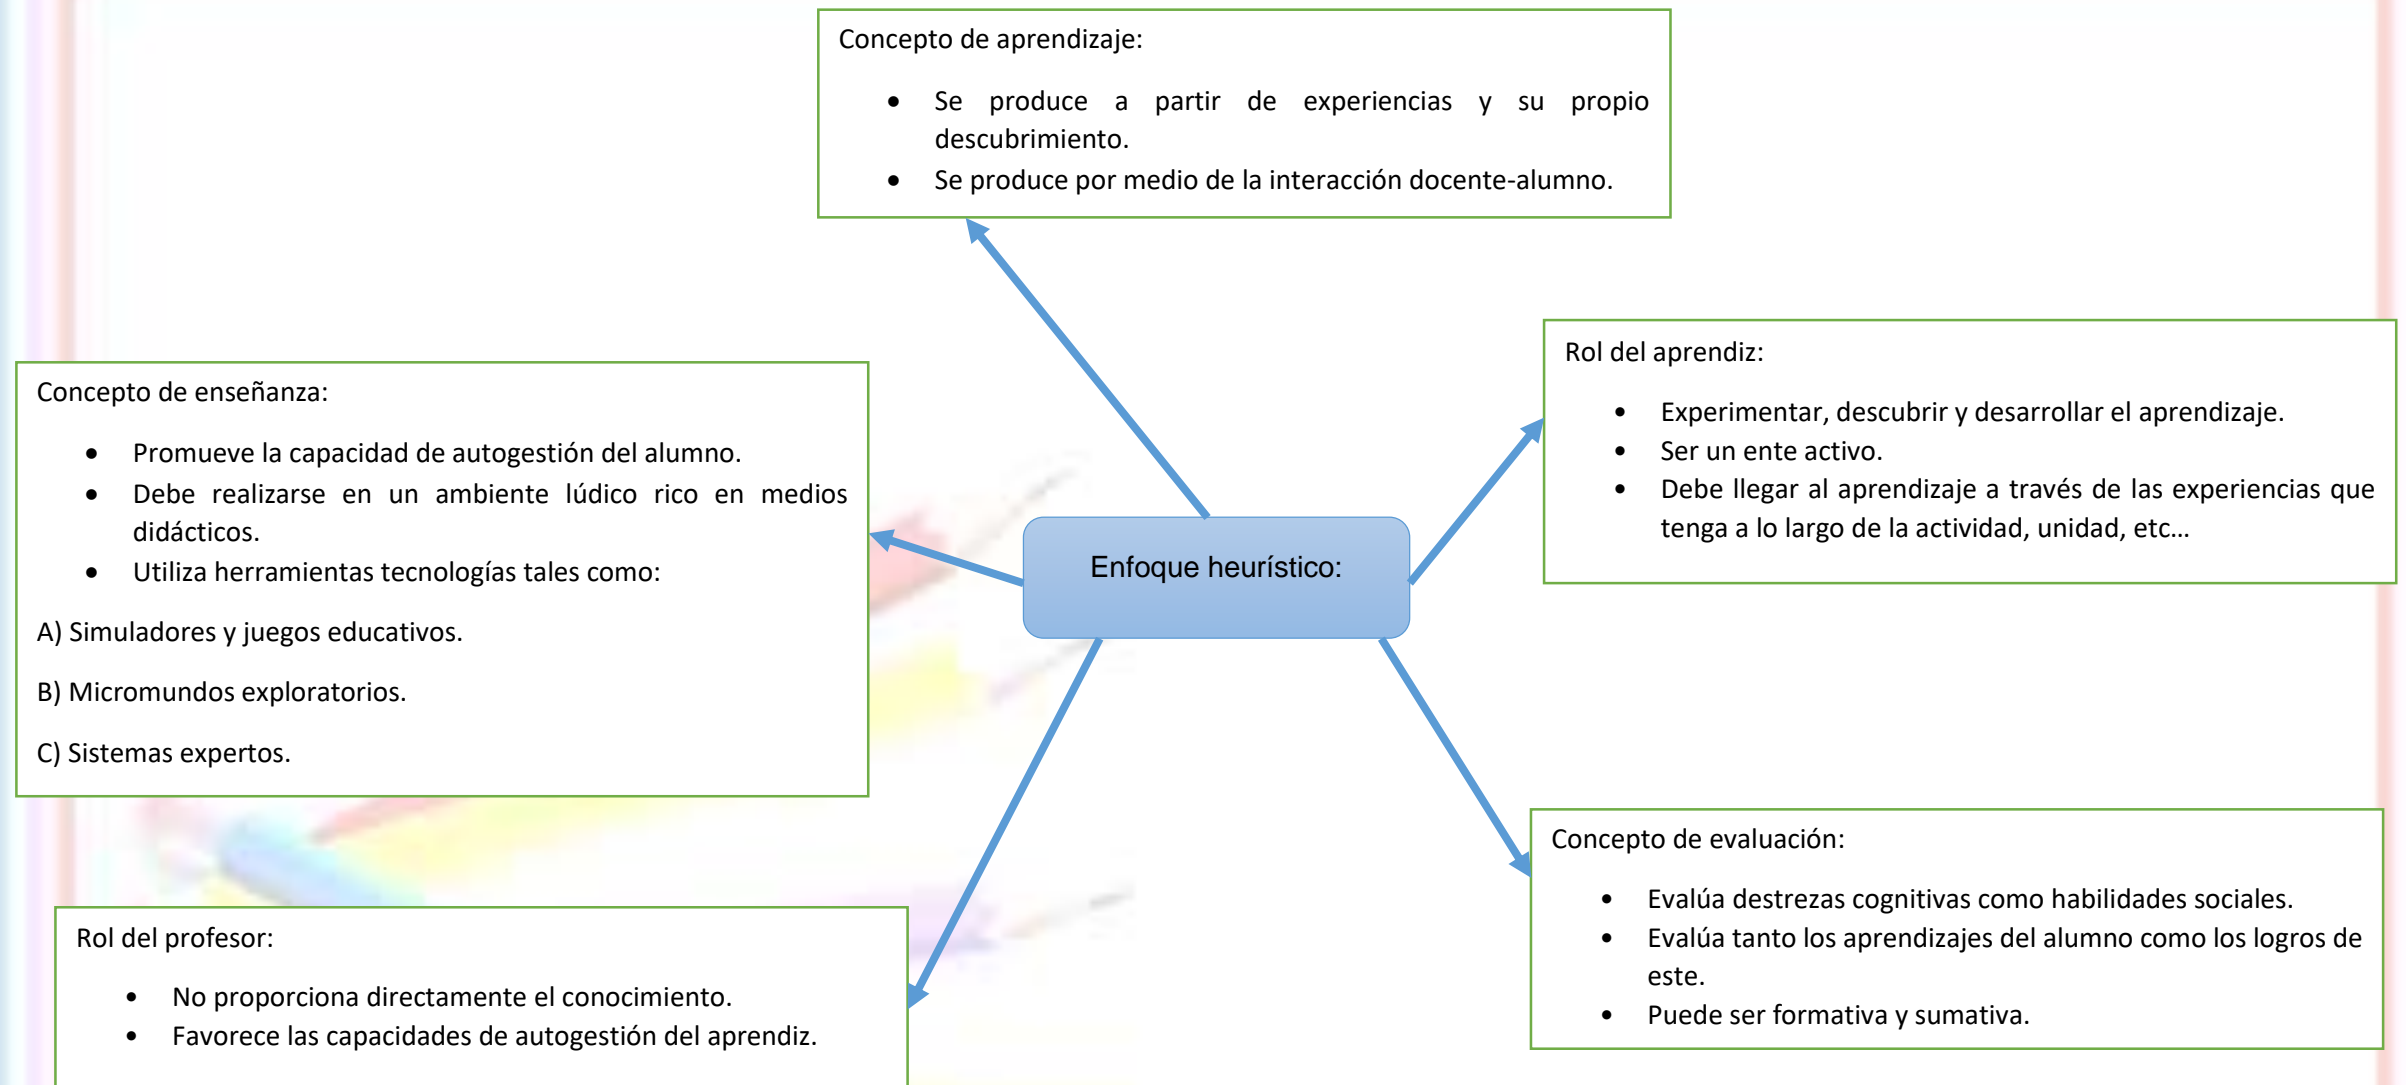 Concepto de aprendizaje:
• Se produce a partir de experiencias y su propio
descubrimiento.
• Se produce por medio de la interacción docente-alumno.
Rol del aprendiz:
• Experimentar, descubrir y desarrollar el aprendizaje.
• Ser un ente activo.
• Debe llegar al aprendizaje a través de las experiencias que
tenga a lo largo de la actividad, unidad, etc…
Concepto de enseñanza:
• Promueve la capacidad de autogestión del alumno.
• Debe realizarse en un ambiente lúdico rico en medios
didácticos.
• Utiliza herramientas tecnologías tales como:
A) Simuladores y juegos educativos.
B) Micromundos exploratorios.
C) Sistemas expertos.
Enfoque heurístico:
Concepto de evaluación:
• Evalúa destrezas cognitivas como habilidades sociales.
• Evalúa tanto los aprendizajes del alumno como los logros de
este.
• Puede ser formativa y sumativa.
Rol del profesor:
• No proporciona directamente el conocimiento.
• Favorece las capacidades de autogestión del aprendiz.